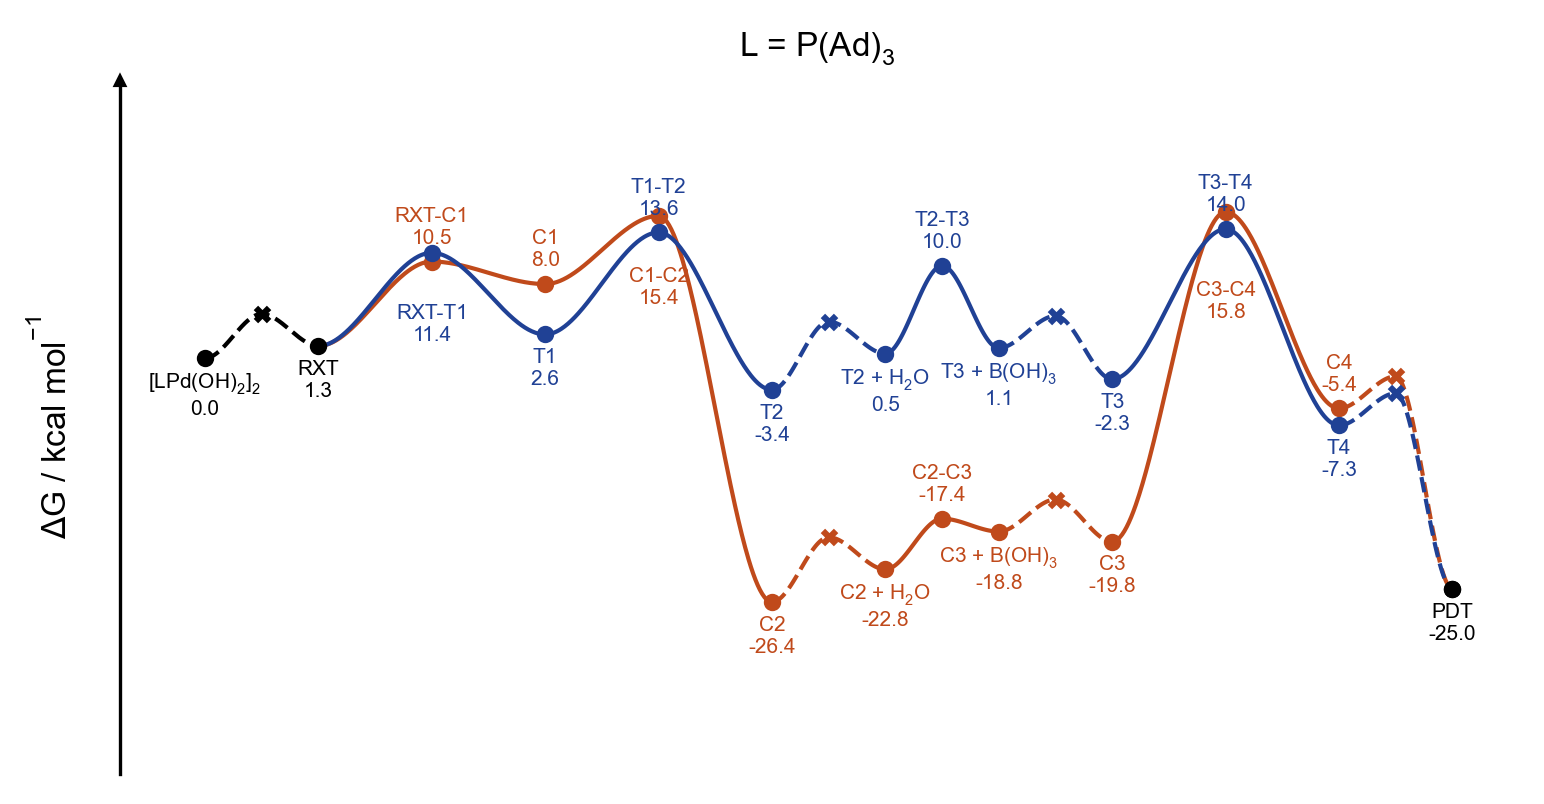 L = P(Ad)₃
ΔG / kcal mol⁻¹
[LPd(OH)₂]₂
0.0
RXT
1.3
RXT-C1
10.5
RXT-T1
11.4
C1
8.0
T1
2.6
T1-T2
13.6
C1-C2
15.4
T2
-3.4
C2
-26.4
T2 + H₂O
0.5
C2 + H₂O
-22.8
T2-T3
10.0
C2-C3
-17.4
T3 + B(OH)₃
1.1
C3 + B(OH)₃
-18.8
T3
-2.3
C3
-19.8
T3-T4
14.0
C3-C4
15.8
C4
-5.4
T4
-7.3
PDT
-25.0